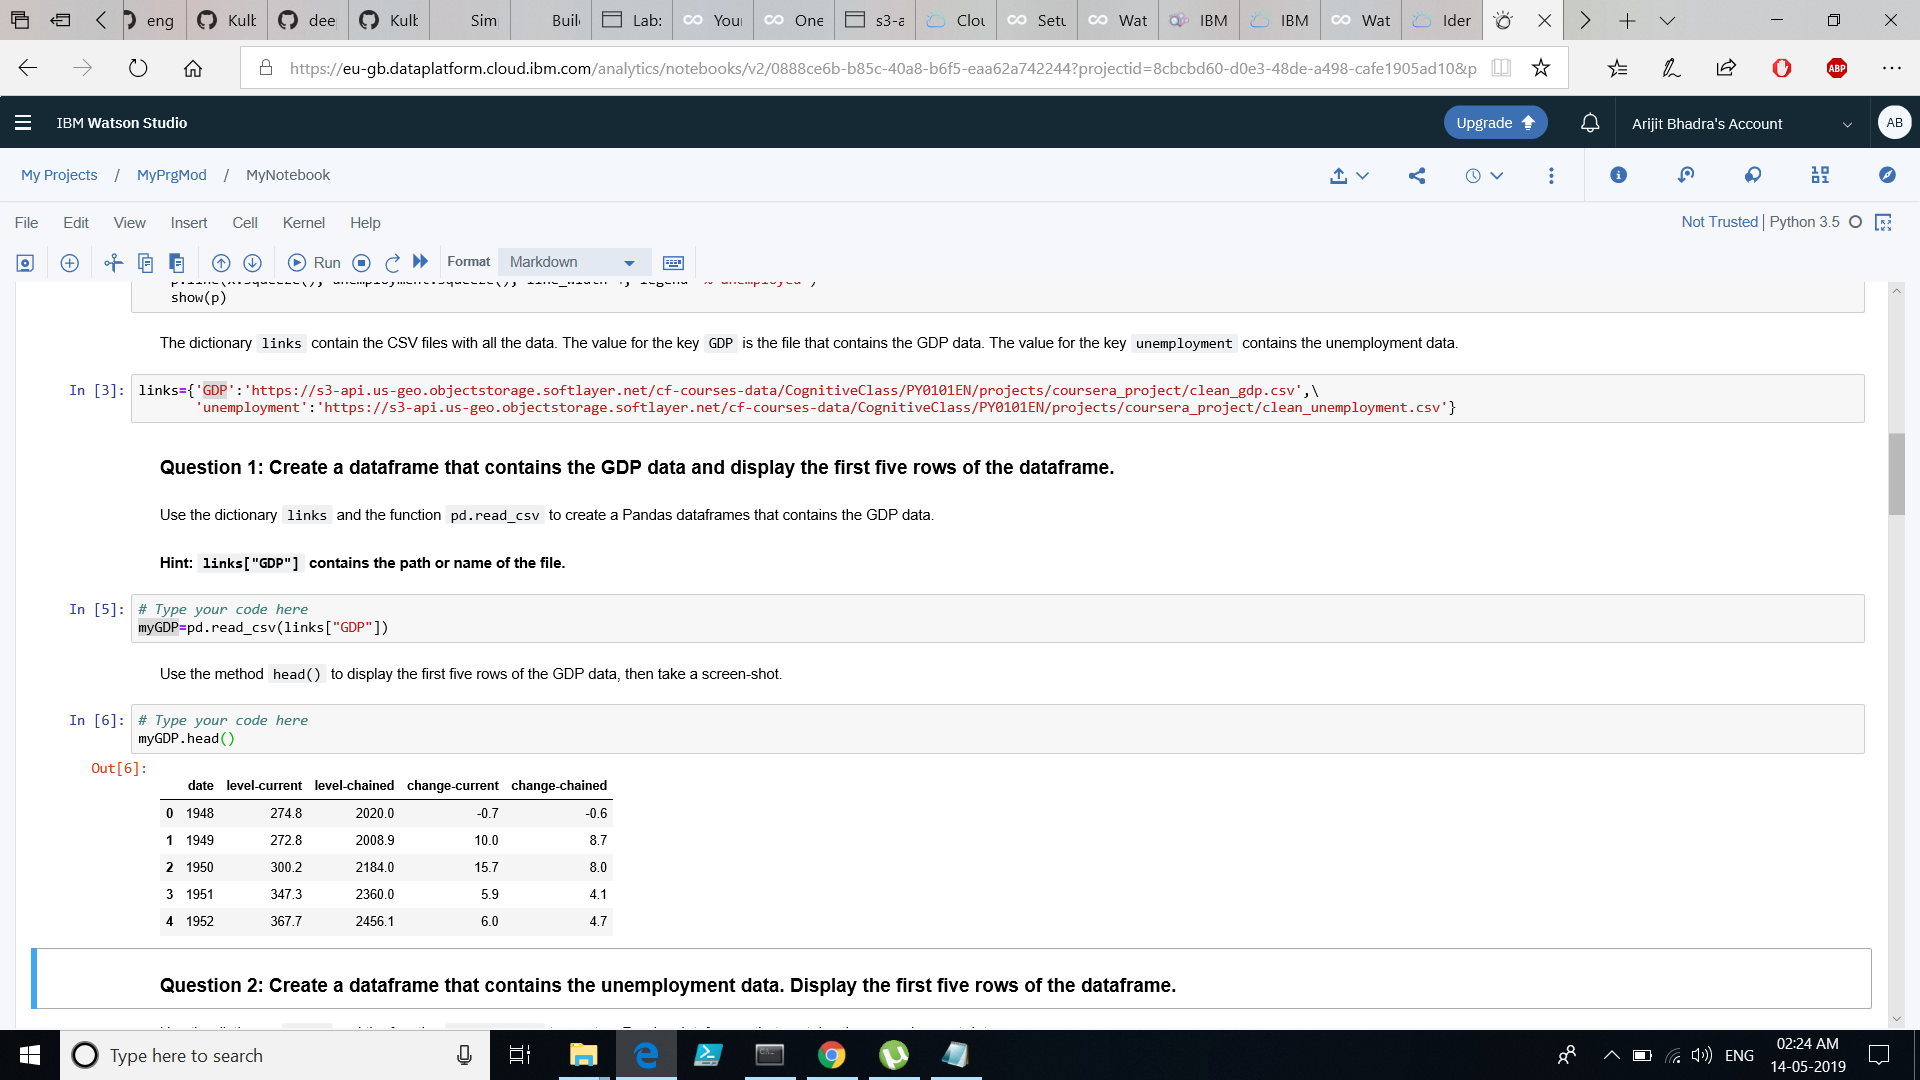 eng
Kulb
dee
Kulb
Sim
Build
Lab:
Your
One
s3-a
Clou
Setu
Wat
IBM
IBM
Wat
Ider
https://eu-gb.dataplatform.cloud.ibm.com/analytics/notebooks/v2/0888ce6b-b85c-40a8-b6f5-eaa62a742244?projectid=8cbcbd60-d0e3-48de-a498-cafe1905ad10&p
ABP
IBM Watson Studio
Upgrade
Arijit Bhadra's Account
AB
My Projects / MyPrgMod / MyNotebook
File Edit View Insert Cell Kernel Help
Not Trusted | Python 3.5
Run
Format
Markdown
show(p)
The dictionary links contain the CSV files with all the data. The value for the key GDP is the file that contains the GDP data. The value for the key unemployment contains the unemployment data.
In [3]: links={'GDP':'https://s3-api.us-geo.objectstorage.softlayer.net/cf-courses-data/CognitiveClass/PY0101EN/projects/coursera_project/clean_gdp.csv',\
'unemployment':'https://s3-api.us-geo.objectstorage.softlayer.net/cf-courses-data/CognitiveClass/PY0101EN/projects/coursera_project/clean_unemployment.csv'}
Question 1: Create a dataframe that contains the GDP data and display the first five rows of the dataframe.
Use the dictionary links and the function pd.read_csv to create a Pandas dataframes that contains the GDP data.
Hint: links["GDP"] contains the path or name of the file.
In [5]: # Type your code here
myGDP=pd.read_csv(links["GDP"])
Use the method head() to display the first five rows of the GDP data, then take a screen-shot.
In [6]: # Type your code here
myGDP.head()
Out[6]:
date level-current level-chained change-current change-chained
0 1948 274.8 2020.0 -0.7 -0.6
1 1949 272.8 2008.9 10.0 8.7
2 1950 300.2 2184.0 15.7 8.0
3 1951 347.3 2360.0 5.9 4.1
4 1952 367.7 2456.1 6.0 4.7
Question 2: Create a dataframe that contains the unemployment data. Display the first five rows of the dataframe.
Type here to search
ENG
02:24 AM
14-05-2019